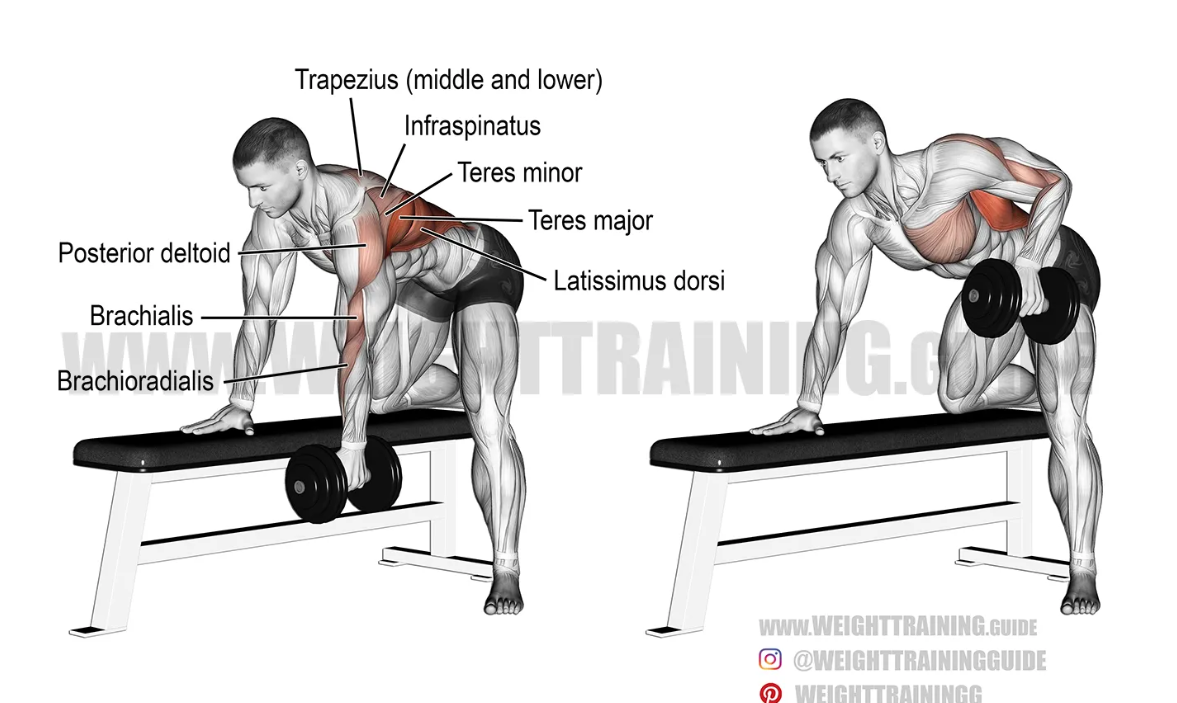 Trapezius (middle and lower)
Infraspinatus
Teres minor
Teres major
Posterior deltoid
Latissimus dorsi
Brachialis
Brachioradialis
WWW.WEIGHTTRAINING.GUIDE
WWW.WEIGHTTRAINING.GUIDE
@WEIGHTTRAININGGUIDE
WEIGHTTRAININGG